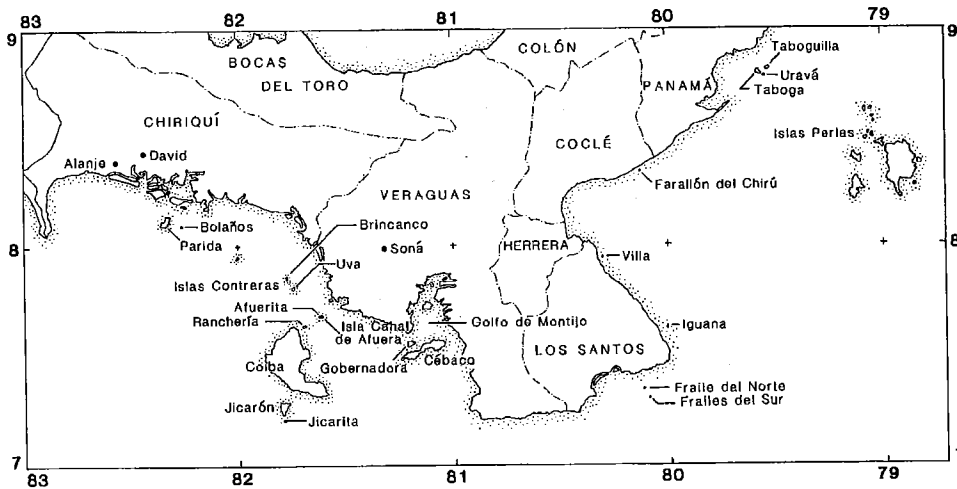 83 82 81 80 79
9 9
BOCAS
DEL TORO
COLÓN
PANAMÁ
Taboguilla
Uravá
Taboga
CHIRIQUÍ
Alanje
David
COCLÉ
Islas Perlas
Farallón del Chirú
VERAGUAS
Brincanco
Bolaños
Parida
Soná
HERRERA
8 8
Uva
Villa
Islas Contreras
Afuerita
Ranchería
Isla Canal
de Afuera
Golfo de Montijo
Iguana
Coiba
Gobernadora
Cébaco
LOS SANTOS
Fraile del Norte
Frailes del Sur
Jicarón
Jicarita
7 7
83 82 81 80 79